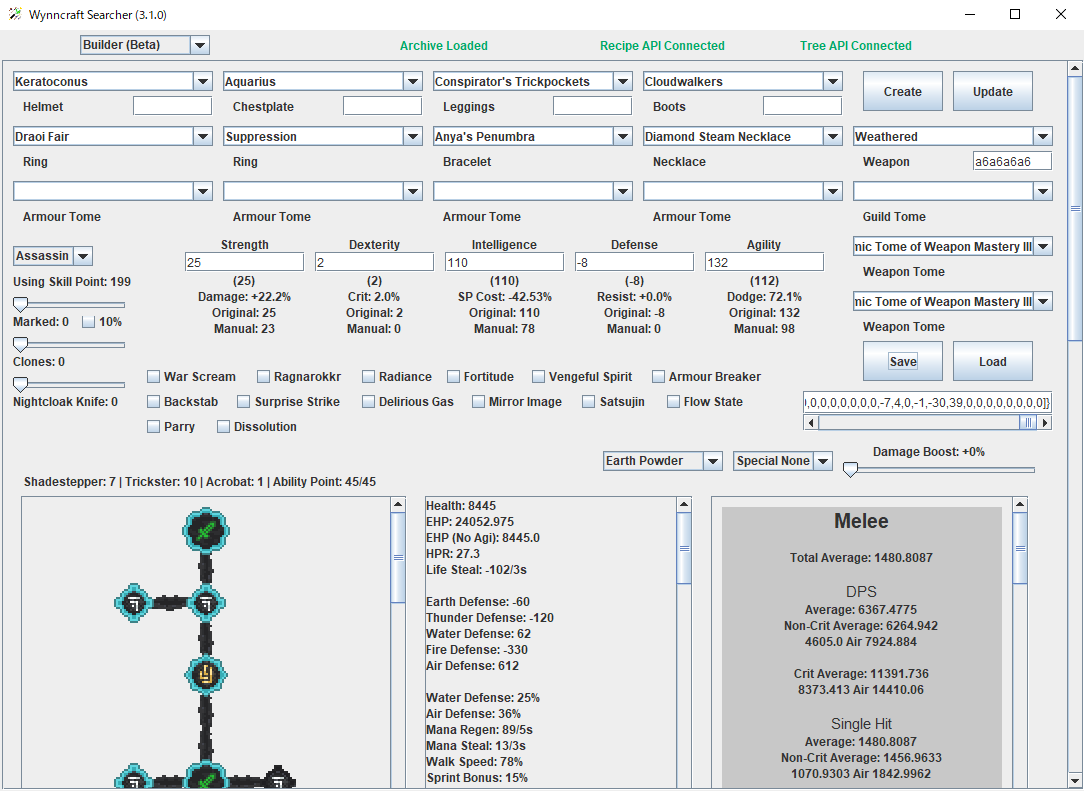 Wynncraft Searcher (3.1.0)
Builder (Beta)
Archive Loaded
Recipe API Connected
Tree API Connected
Keratoconus
Aquarius
Conspirator's Trickpockets
Cloudwalkers
Create
Update
Helmet
Chestplate
Leggings
Boots
Draoi Fair
Suppression
Anya's Penumbra
Diamond Steam Necklace
Weathered
Ring
Ring
Bracelet
Necklace
Weapon
a6a6a6a6
Armour Tome
Armour Tome
Armour Tome
Armour Tome
Guild Tome
Assassin
Strength
Dexterity
Intelligence
Defense
Agility
25
2
110
-8
132
mic Tome of Weapon Mastery III
Weapon Tome
Using Skill Point: 199
(25)
(2)
(110)
(-8)
(112)
Damage: +22.2%
Crit: 2.0%
SP Cost: -42.53%
Resist: +0.0%
Dodge: 72.1%
Original: 25
Original: 2
Original: 110
Original: -8
Original: 132
Manual: 23
Manual: 0
Manual: 78
Manual: 0
Manual: 98
mic Tome of Weapon Mastery III
Weapon Tome
Marked: 0
10%
Clones: 0
Nightcloak Knife: 0
Save
Load
War Scream
Ragnarokkr
Radiance
Fortitude
Vengeful Spirit
Armour Breaker
Backstab
Surprise Strike
Delirious Gas
Mirror Image
Satsujin
Flow State
Parry
Dissolution
0,0,0,0,0,0,0,0,-7,4,0,-1,-30,39,0,0,0,0,0,0,0,0,0]}
Earth Powder
Special None
Damage Boost: +0%
Shadestepper: 7 | Trickster: 10 | Acrobat: 1 | Ability Point: 45/45
Health: 8445
EHP: 24052.975
EHP (No Agi): 8445.0
HPR: 27.3
Life Steal: -102/3s
Earth Defense: -60
Thunder Defense: -120
Water Defense: 62
Fire Defense: -330
Air Defense: 612
Water Defense: 25%
Air Defense: 36%
Mana Regen: 89/5s
Mana Steal: 13/3s
Walk Speed: 78%
Sprint Bonus: 15%
Melee
Total Average: 1480.8087
DPS
Average: 6367.4775
Non-Crit Average: 6264.942
4605.0 Air 7924.884
Crit Average: 11391.736
8373.413 Air 14410.06
Single Hit
Average: 1480.8087
Non-Crit Average: 1456.9633
1070.9303 Air 1842.9962